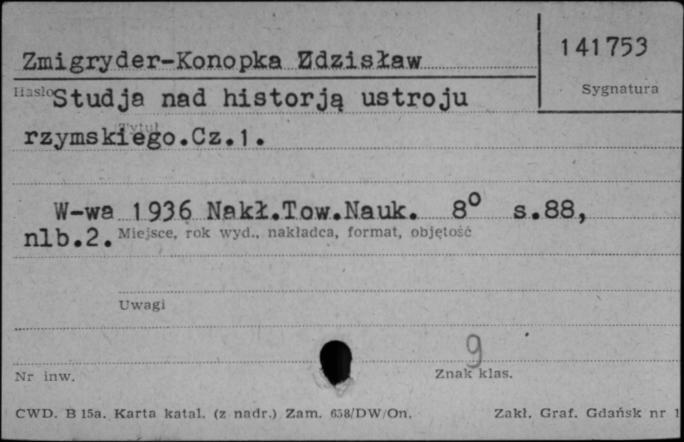 Zmigryder-Konopka Zdzisław
141753
Hasło
Sygnatura
Studja nad historją ustroju
Tytuł
rzymskiego.Cz.1.
W-wa 1936 Nakł.Tow.Nauk. 8° s.88,
nlb.2.
Miejsce, rok wyd., nakładca, format, objętość
Uwagi
9
Nr inw.
Znak klas.
CWD. B 15a. Karta katal. (z nadr.) Zam. 658/DW/On.
Zakł. Graf. Gdańsk nr 1